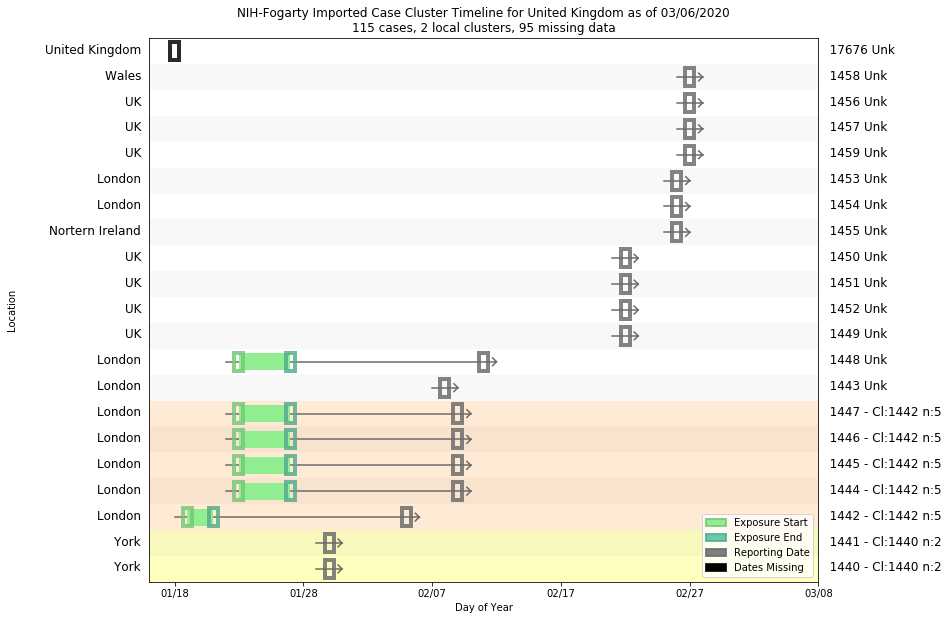 NIH-Fogarty Imported Case Cluster Timeline for United Kingdom as of 03/06/2020
115 cases, 2 local clusters, 95 missing data
United Kingdom 17676 Unk
Wales 1458 Unk
UK 1456 Unk
UK 1457 Unk
UK 1459 Unk
London 1453 Unk
London 1454 Unk
Nortern Ireland 1455 Unk
UK 1450 Unk
UK 1451 Unk
UK 1452 Unk
UK 1449 Unk
London 1448 Unk
London 1443 Unk
London 1447 - Cl:1442 n:5
London 1446 - Cl:1442 n:5
London 1445 - Cl:1442 n:5
London 1444 - Cl:1442 n:5
London 1442 - Cl:1442 n:5
York 1441 - Cl:1440 n:2
York 1440 - Cl:1440 n:2
Location
Exposure Start
Exposure End
Reporting Date
Dates Missing
01/18 01/28 02/07 02/17 02/27 03/08
Day of Year